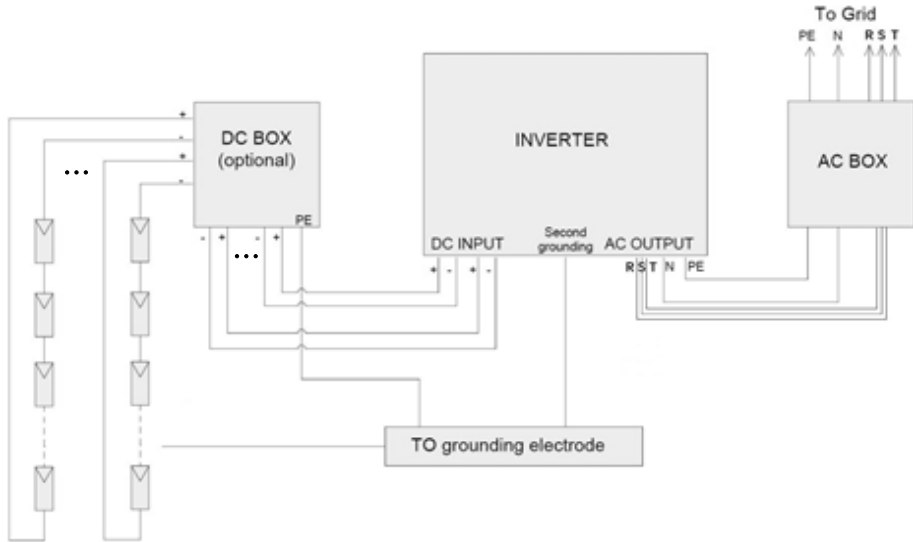 To Grid
PE N R S T
+
-
+
-
...
DC BOX
(optional)
PE
INVERTER
DC INPUT
Second
grounding
AC OUTPUT
AC BOX
- + ... - +
+ - + -
R S T N PE
TO grounding electrode